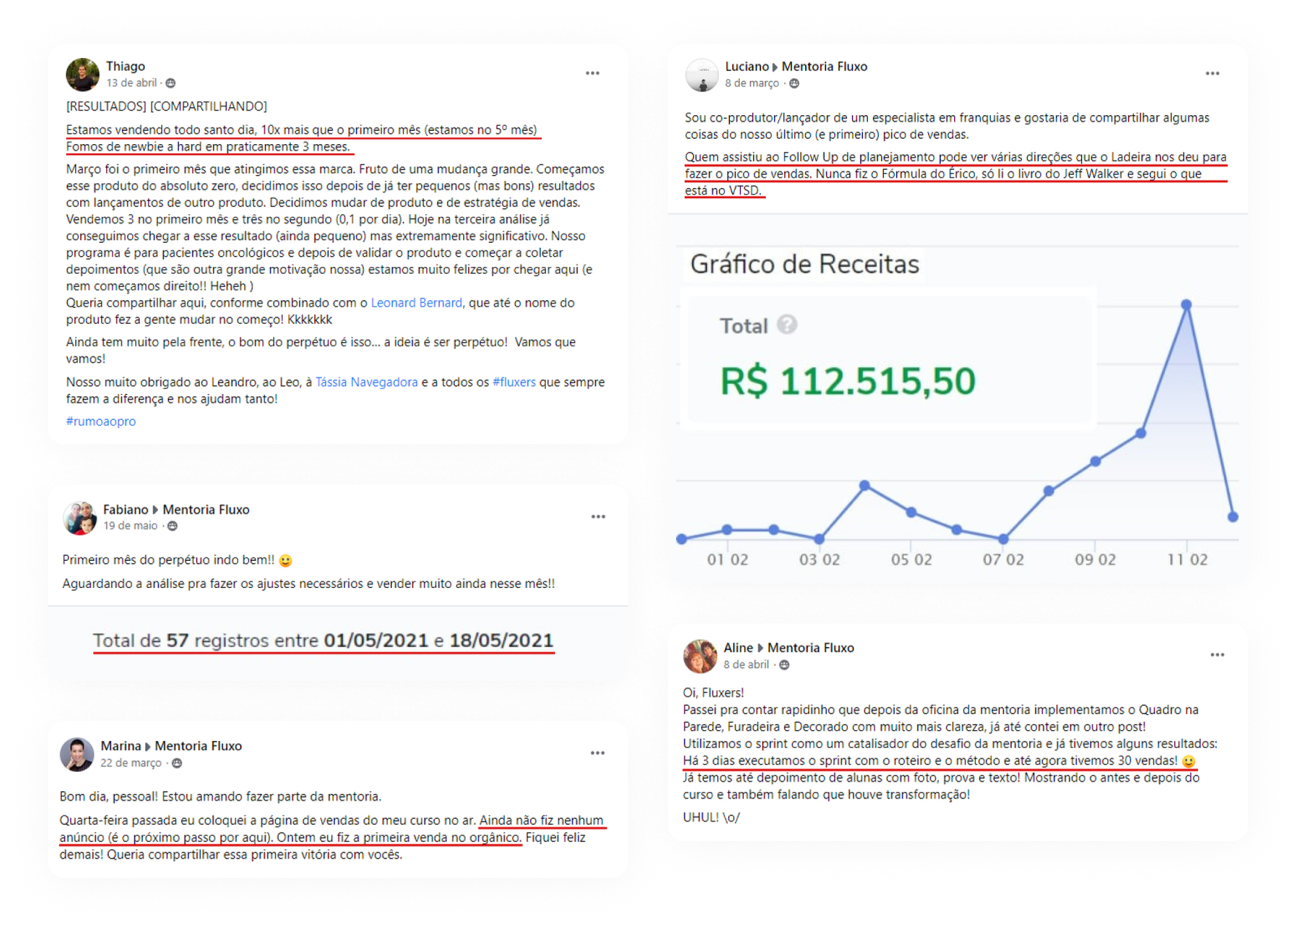 Thiago
13 de abril ·
[RESULTADOS] [COMPARTILHANDO]
Estamos vendendo todo santo dia, 10x mais que o primeiro mês (estamos no 5º mês)
Fomos de newbie a hard em praticamente 3 meses.
Março foi o primeiro mês que atingimos essa marca. Fruto de uma mudança grande. Começamos
esse produto do absoluto zero, decidimos isso depois de já ter pequenos (mas bons) resultados
com lançamentos de outro produto. Decidimos mudar de produto e de estratégia de vendas.
Vendemos 3 no primeiro mês e três no segundo (0,1 por dia). Hoje na terceira análise já
conseguimos chegar a esse resultado (ainda pequeno) mas extremamente significativo. Nosso
programa é para pacientes oncológicos e depois de validar o produto e começar a coletar
depoimentos (que são outra grande motivação nossa) estamos muito felizes por chegar aqui (e
nem começamos direito!! Heheh )
Queria compartilhar aqui, conforme combinado com o Leonard Bernard, que até o nome do
produto fez a gente mudar no começo! Kkkkkkk
Ainda tem muito pela frente, o bom do perpétuo é isso... a ideia é ser perpétuo! Vamos que
vamos!
Nosso muito obrigado ao Leandro, ao Leo, à Tássia Navegadora e a todos os #fluxers que sempre
fazem a diferença e nos ajudam tanto!
#rumoaopro
Fabiano Mentoria Fluxo
19 de maio ·
Primeiro mês do perpétuo indo bem!! 😃
Aguardando a análise pra fazer os ajustes necessários e vender muito ainda nesse mês!!
Total de 57 registros entre 01/05/2021 e 18/05/2021
Marina Mentoria Fluxo
22 de março ·
Bom dia, pessoal! Estou amando fazer parte da mentoria.
Quarta-feira passada eu coloquei a página de vendas do meu curso no ar. Ainda não fiz nenhum
anúncio (é o próximo passo por aqui). Ontem eu fiz a primeira venda no orgânico. Fiquei feliz
demais! Queria compartilhar essa primeira vitória com vocês.
Luciano Mentoria Fluxo
8 de março ·
Sou co-produtor/lançador de um especialista em franquias e gostaria de compartilhar algumas
coisas do nosso último (e primeiro) pico de vendas.
Quem assistiu ao Follow Up de planejamento pode ver várias direções que o Ladeira nos deu para
fazer o pico de vendas. Nunca fiz o Fórmula do Érico, só li o livro do Jeff Walker e segui o que
está no VTSD.
Gráfico de Receitas
Total ?
R$ 112.515,50
01 02 03 02 05 02 07 02 09 02 11 02
Aline Mentoria Fluxo
8 de abril ·
Oi, Fluxers!
Passei pra contar rapidinho que depois da oficina da mentoria implementamos o Quadro na
Parede, Furadeira e Decorado com muito mais clareza, já até contei em outro post!
Utilizamos o sprint como um catalisador do desafio da mentoria e já tivemos alguns resultados:
Há 3 dias executamos o sprint com o roteiro e o método e até agora tivemos 30 vendas! 😃
Já temos até depoimento de alunas com foto, prova e texto! Mostrando o antes e depois do
curso e também falando que houve transformação!
UHUL! \o/